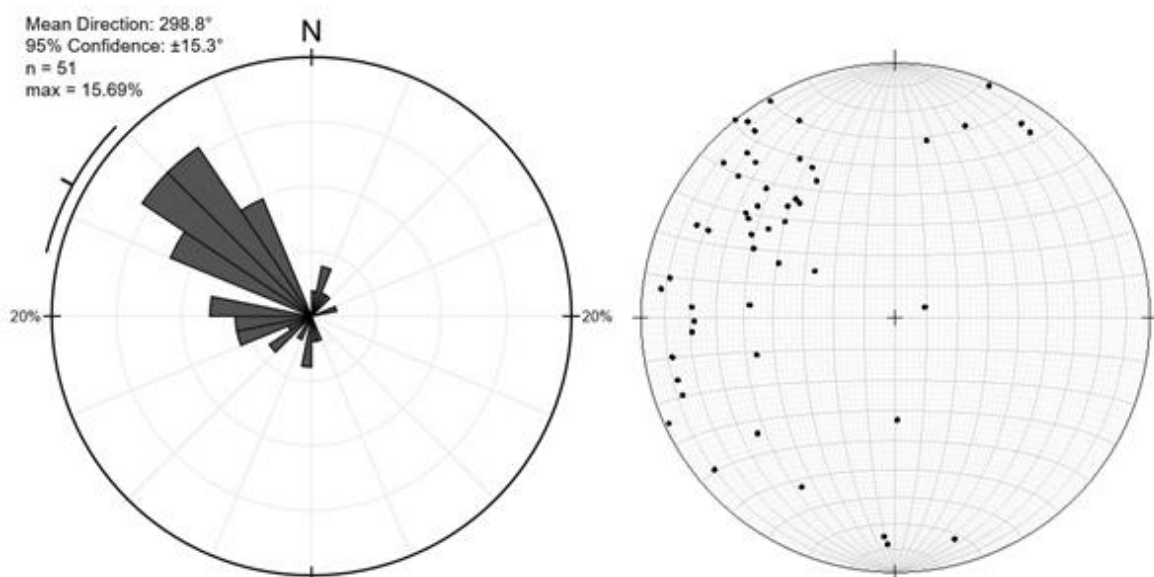 Mean Direction: 298.8°
95% Confidence: ±15.3°
n = 51
max = 15.69%
N
20%
20%